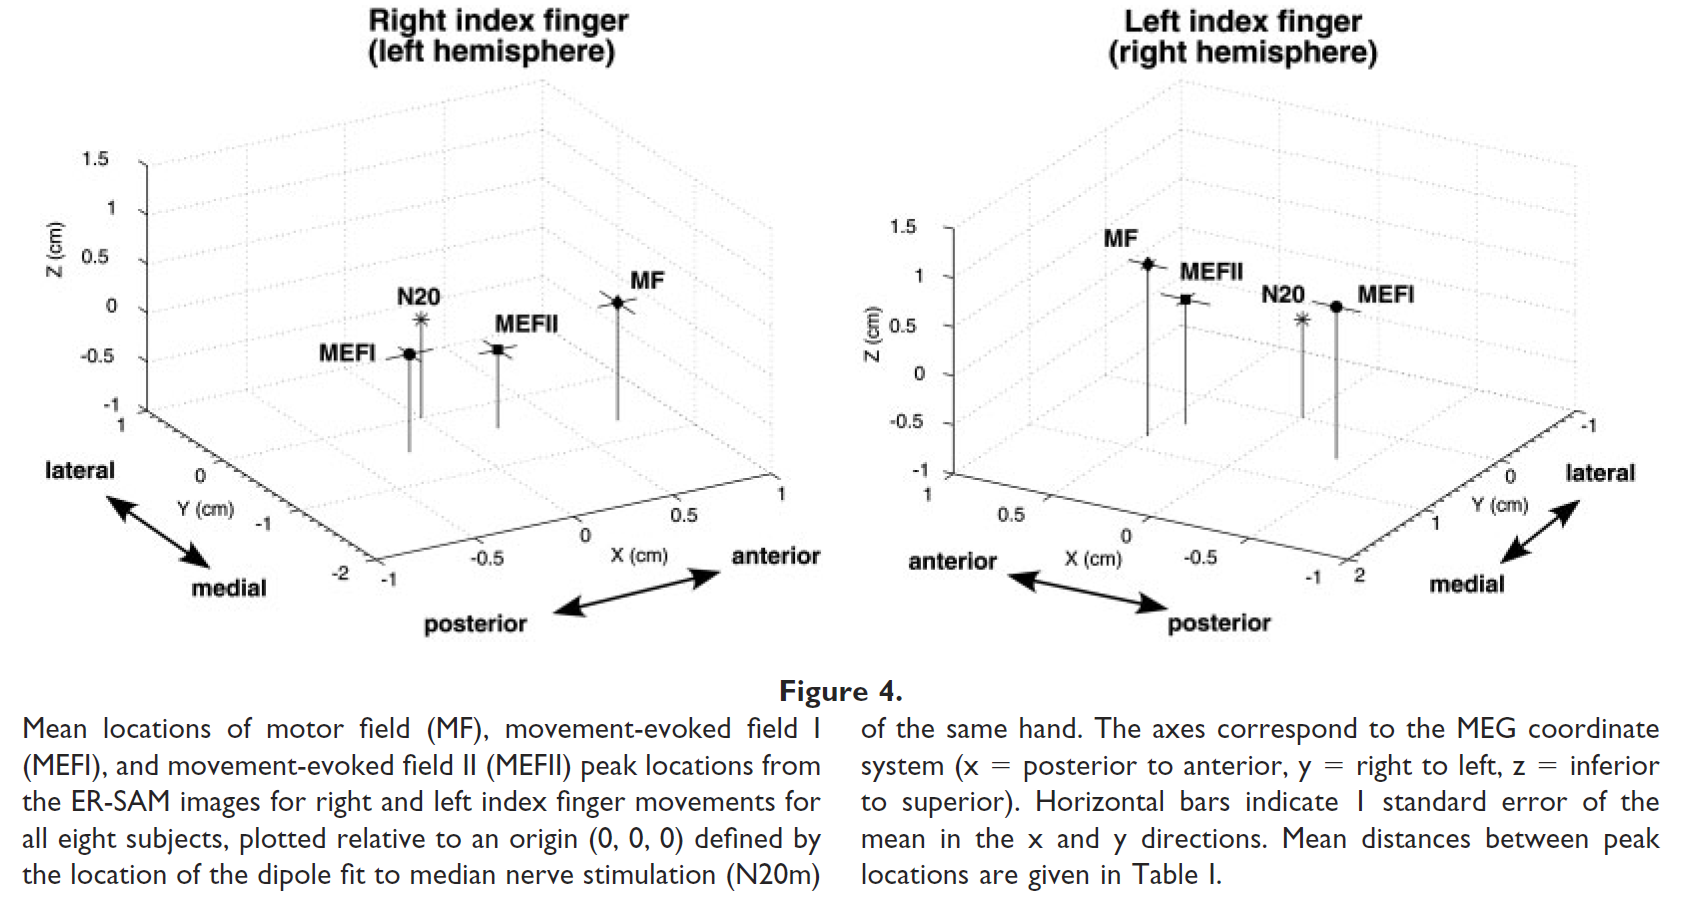 Right index finger
(left hemisphere)
1.5
1
0.5
0
-0.5
-1
Z (cm)
N20
MF
MEFII
MEFI
1
0
-1
-2
Y (cm)
lateral
medial
-1
-0.5
0
0.5
1
X (cm)
anterior
posterior
Left index finger
(right hemisphere)
1.5
1
0.5
0
-0.5
-1
Z (cm)
MF
MEFII
N20
MEFI
1
0.5
0
-0.5
-1
X (cm)
anterior
posterior
-1
0
1
2
Y (cm)
lateral
medial
Figure 4.
Mean locations of motor field (MF), movement-evoked field I
(MEFI), and movement-evoked field II (MEFII) peak locations from
the ER-SAM images for right and left index finger movements for
all eight subjects, plotted relative to an origin (0, 0, 0) defined by
the location of the dipole fit to median nerve stimulation (N20m)
of the same hand. The axes correspond to the MEG coordinate
system (x = posterior to anterior, y = right to left, z = inferior
to superior). Horizontal bars indicate 1 standard error of the
mean in the x and y directions. Mean distances between peak
locations are given in Table I.